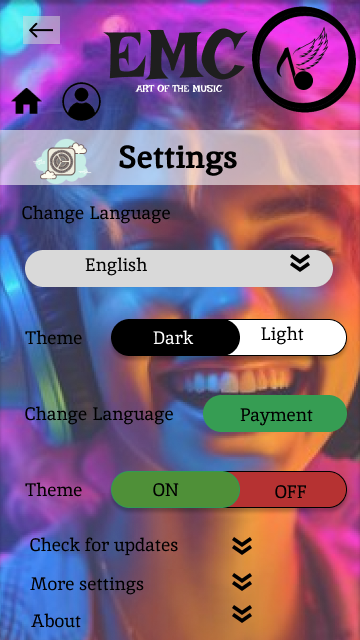 EMC
ART OF THE MUSIC
Settings
Change Language
English
Theme Dark Light
Change Language Payment
Theme ON OFF
Check for updates
More settings
About